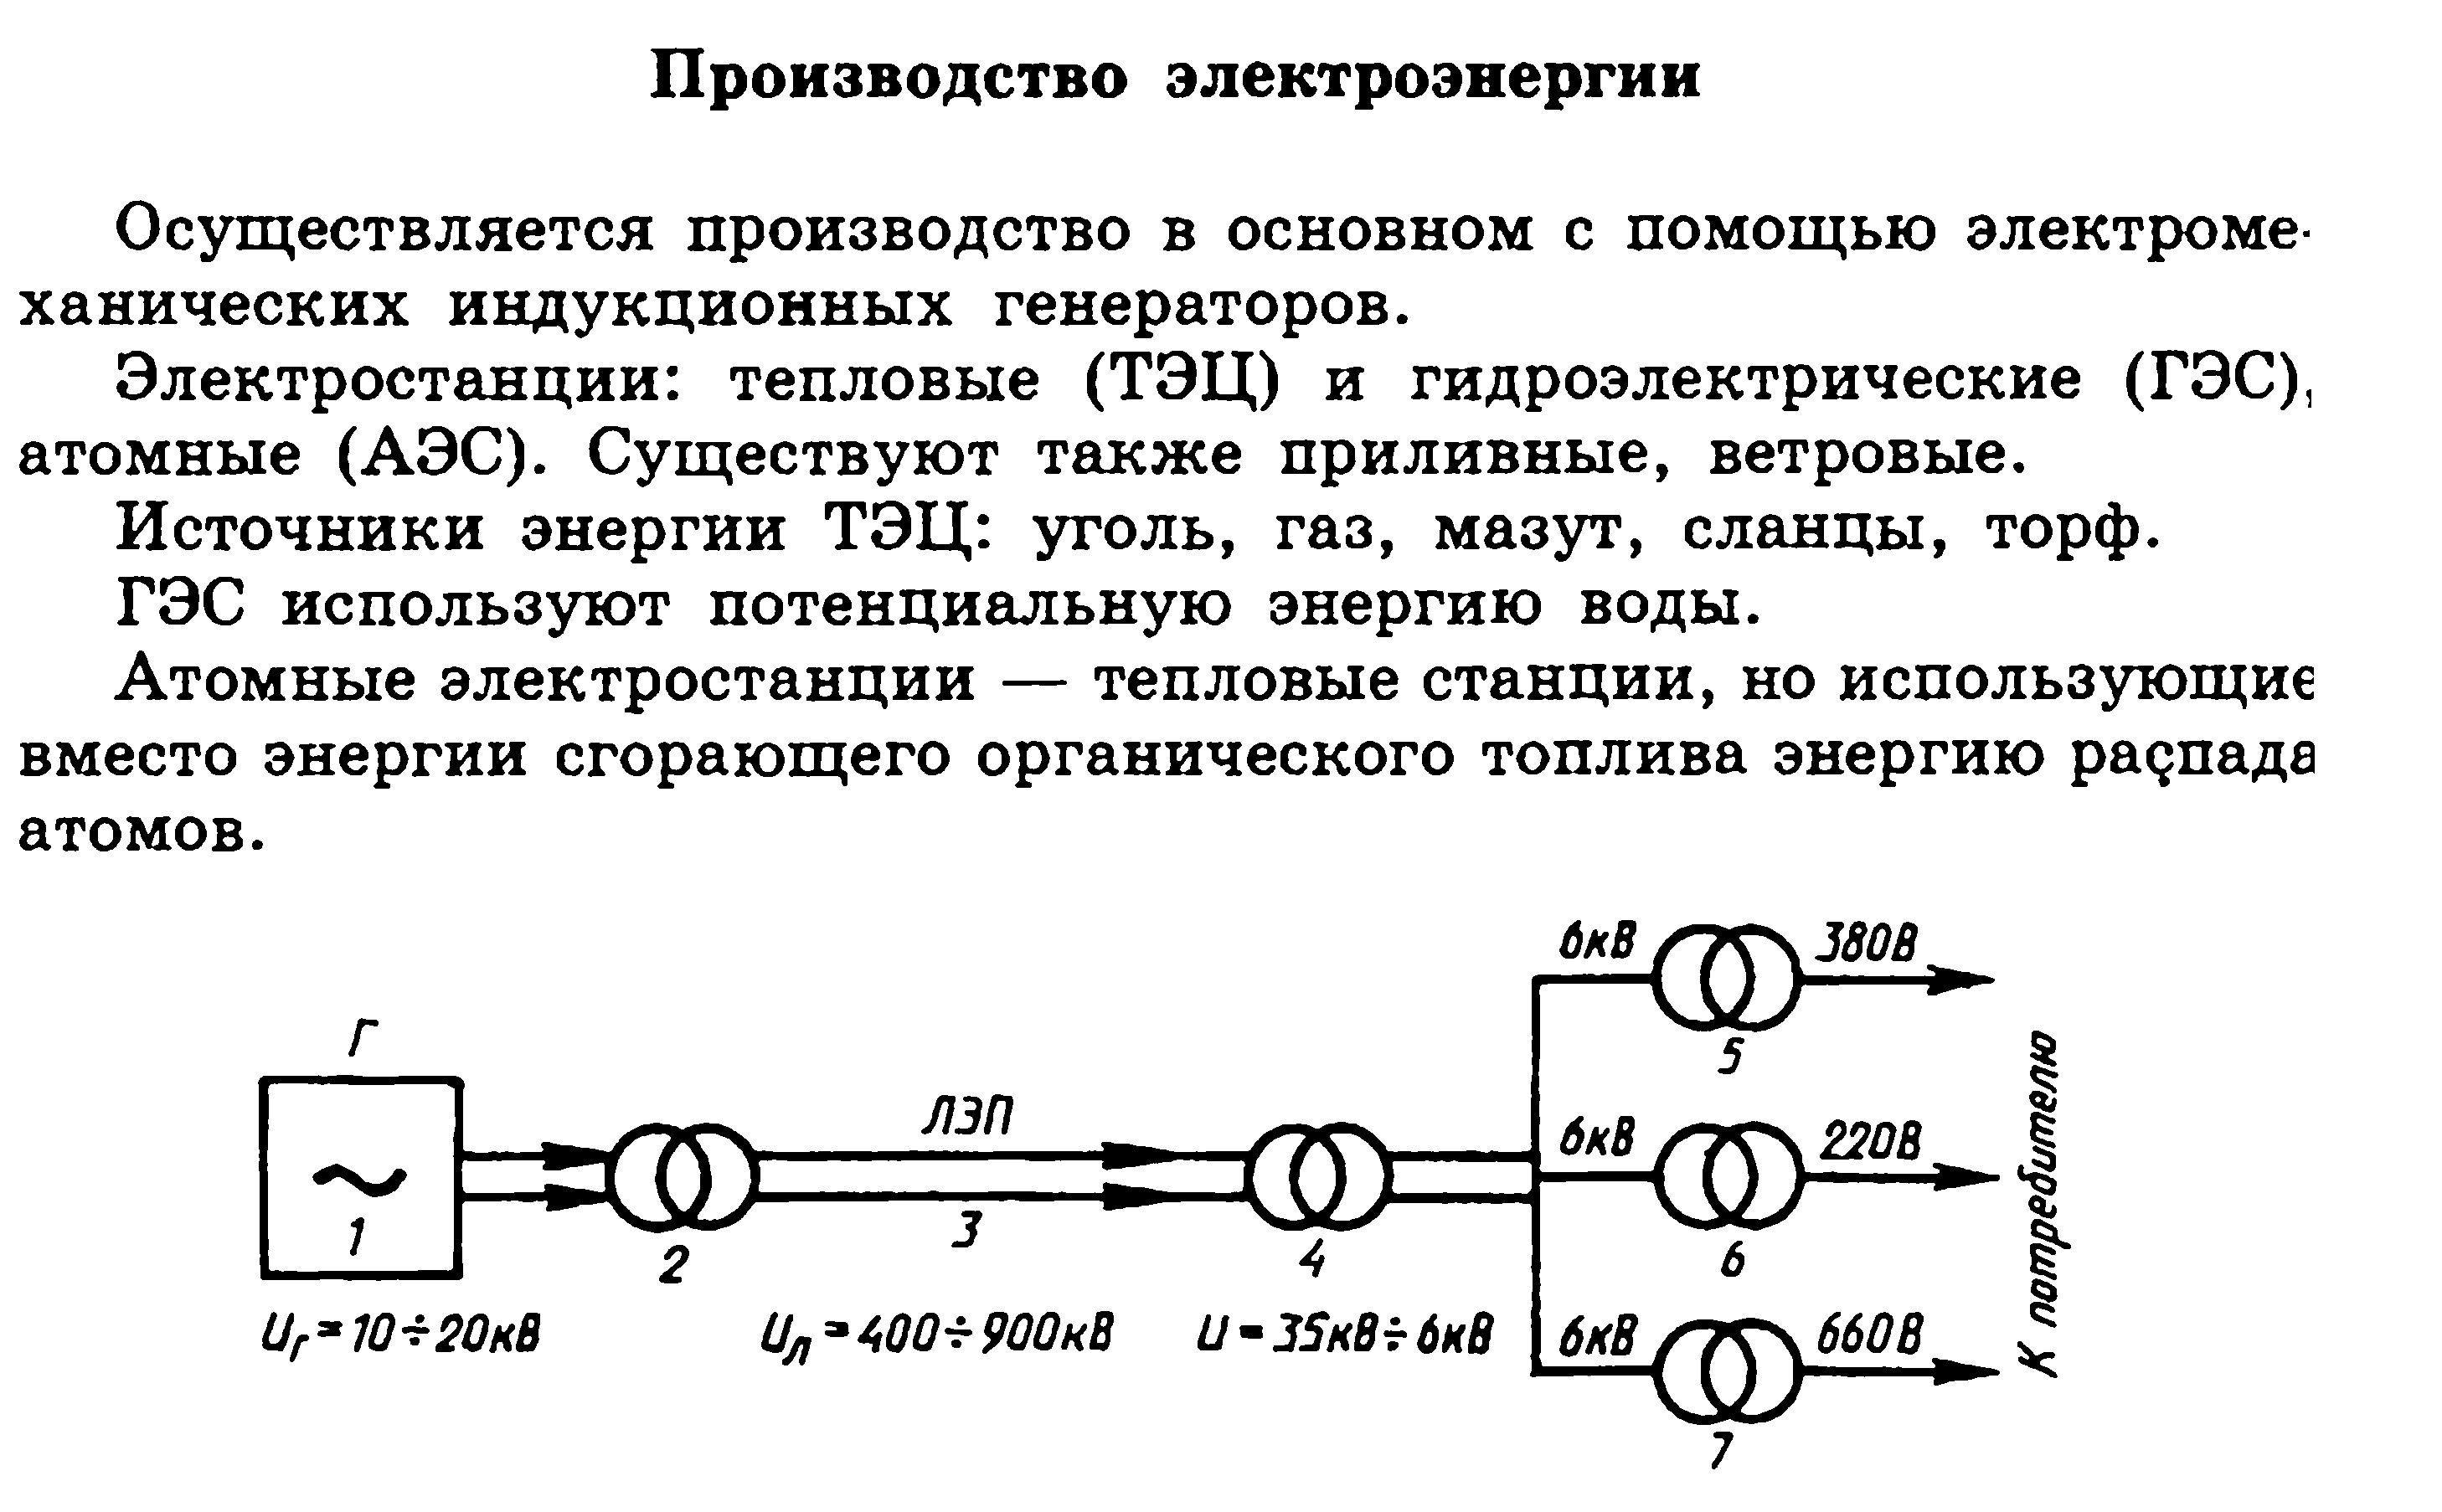 Производство электроэнергии
Осуществляется производство в основном с помощью электроме-
ханических индукционных генераторов.
Электростанции: тепловые (ТЭЦ) и гидроэлектрические (ГЭС),
атомные (АЭС). Существуют также приливные, ветровые.
Источники энергии ТЭЦ: уголь, газ, мазут, сланцы, торф.
ГЭС используют потенциальную энергию воды.
Атомные электростанции — тепловые станции, но использующие
вместо энергии сгорающего органического топлива энергию распада
атомов.
6кВ 380В
5
Г
ЛЭП
6кВ 220В
1
2
3
4
6
Uг=10÷20кВ Uл=400÷900кВ U=35кВ÷6кВ 6кВ 660В
7
К потребителю